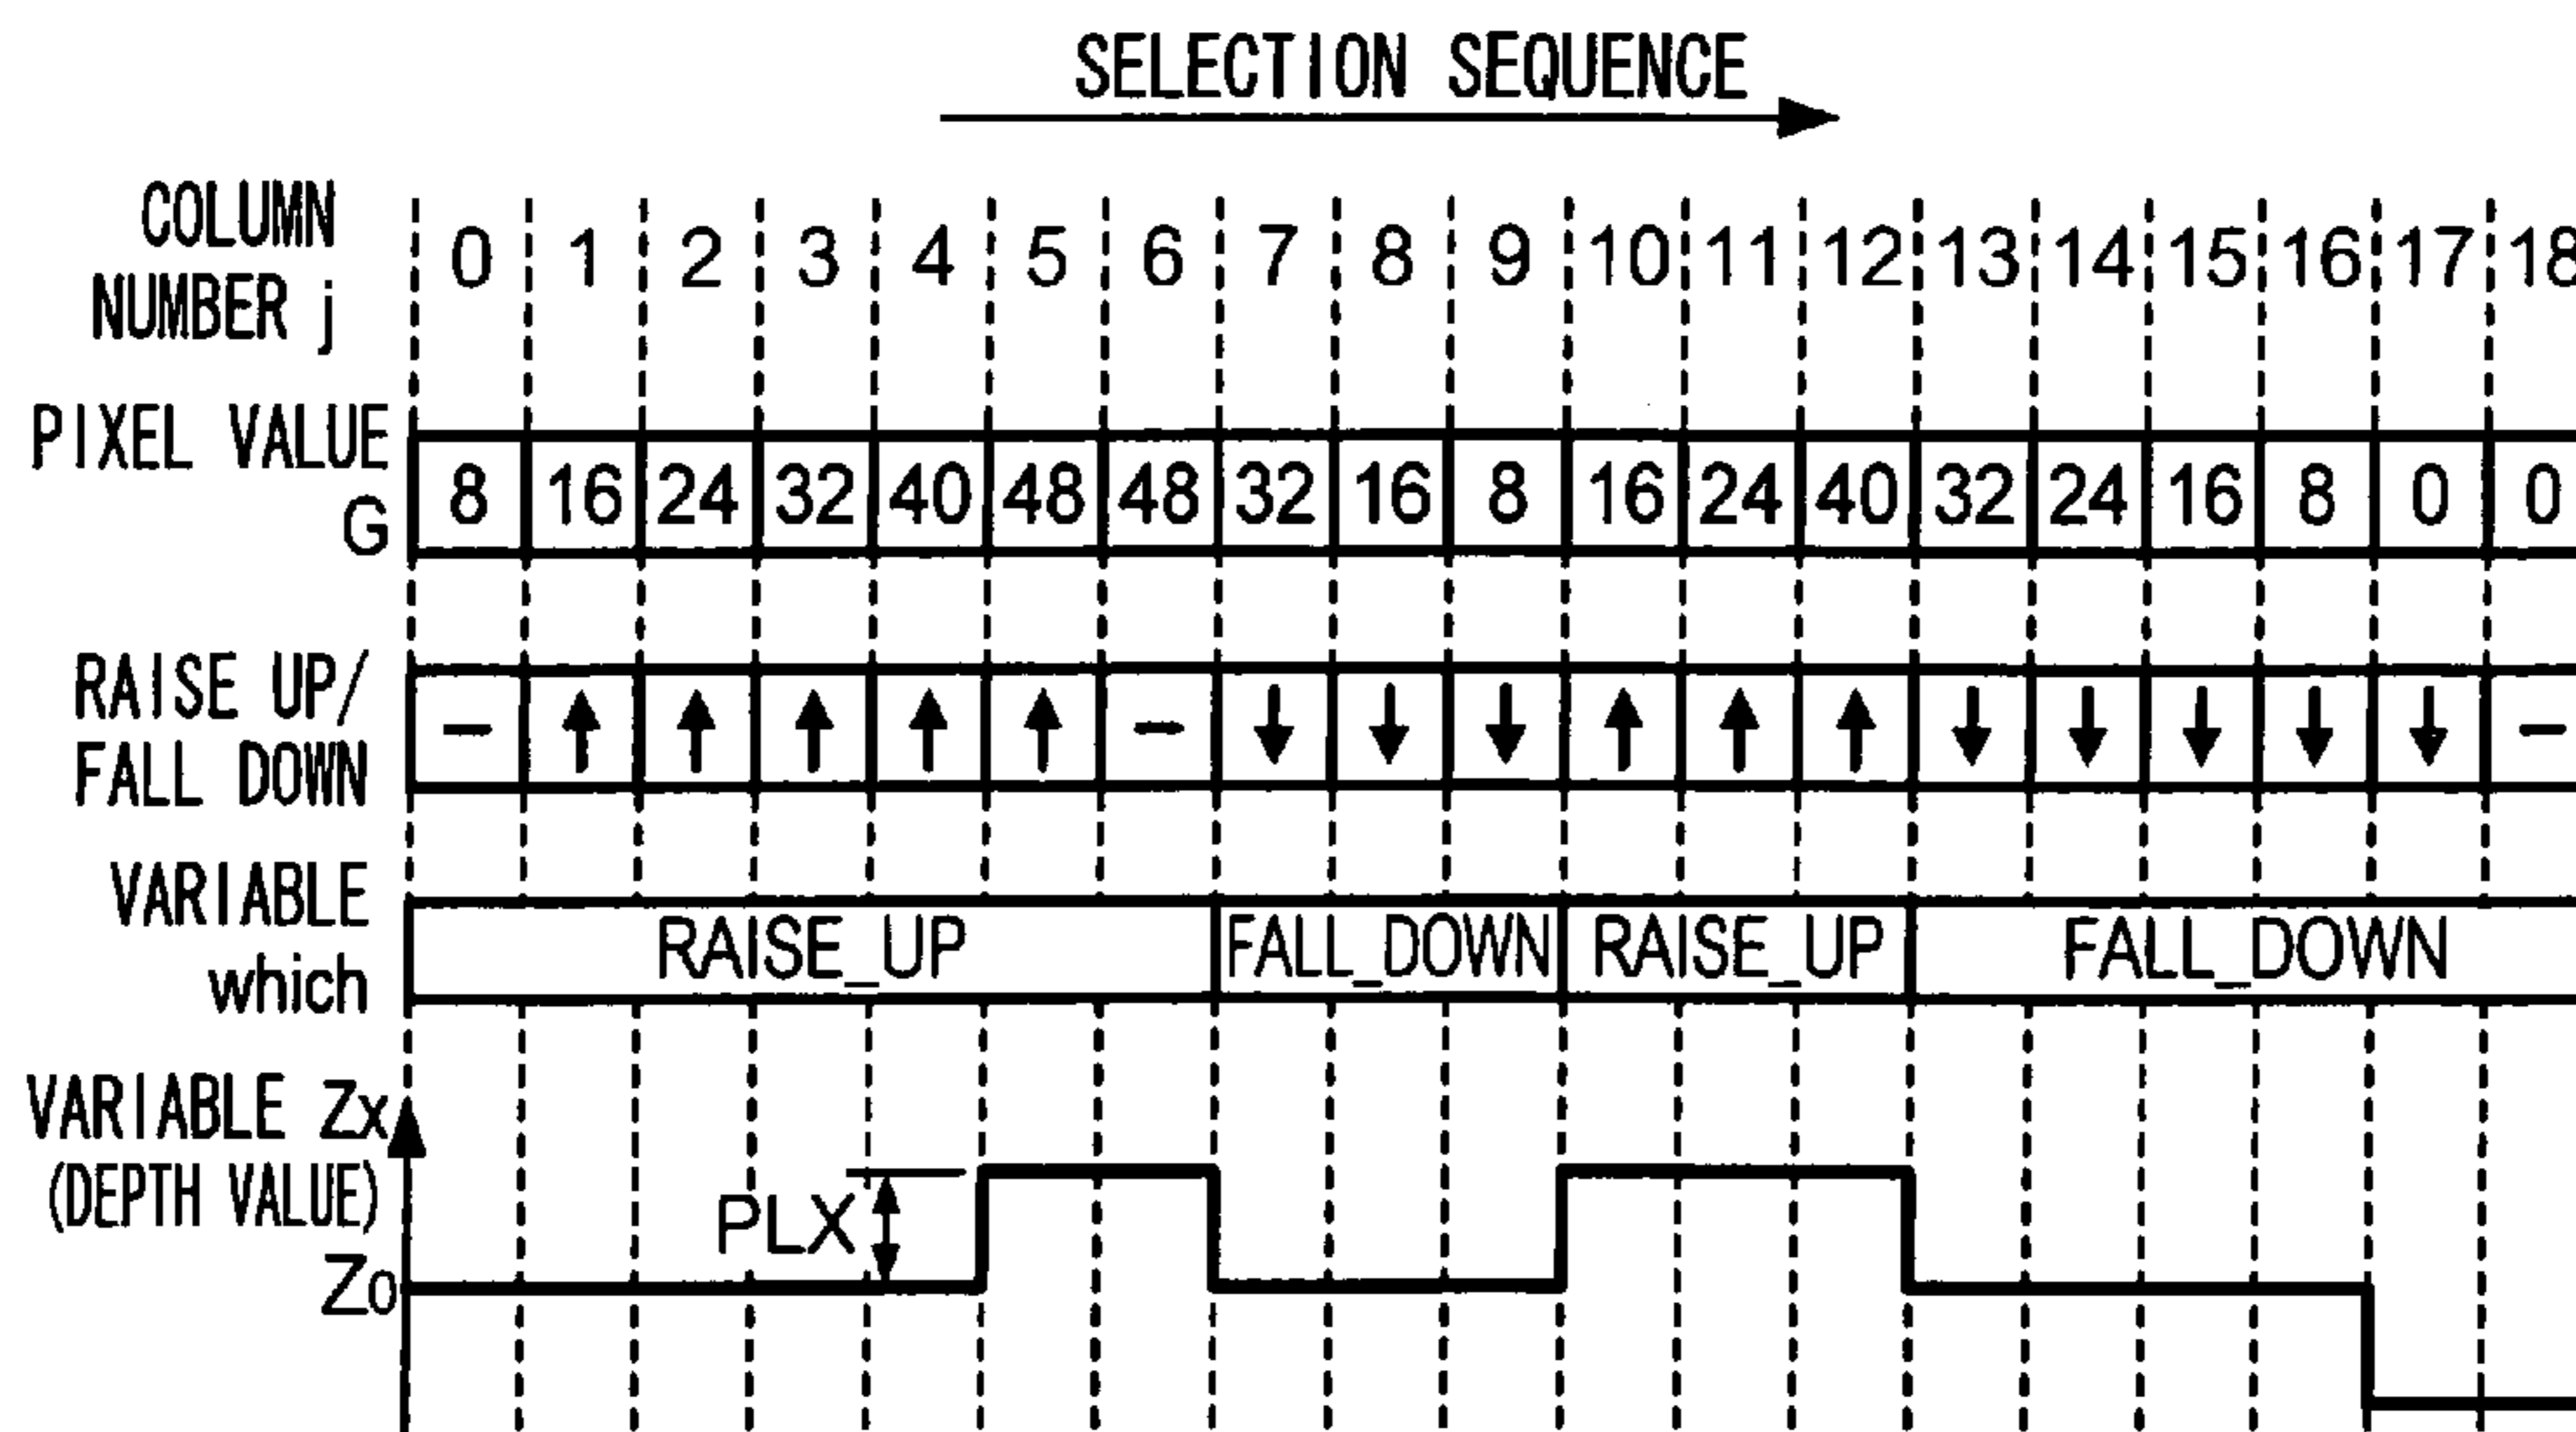 SELECTION SEQUENCE
COLUMN
NUMBER j
0 1 2 3 4 5 6 7 8 9 10 11 12 13 14 15 16 17 18
PIXEL VALUE
G
8 16 24 32 40 48 48 32 16 8 16 24 40 32 24 16 8 0 0
RAISE UP/
FALL DOWN
– ↑ ↑ ↑ ↑ ↑ – ↓ ↓ ↓ ↑ ↑ ↑ ↓ ↓ ↓ ↓ ↓ –
VARIABLE
which
RAISE_UP FALL_DOWN RAISE_UP FALL_DOWN
VARIABLE Zx
(DEPTH VALUE)
PLX
Z0